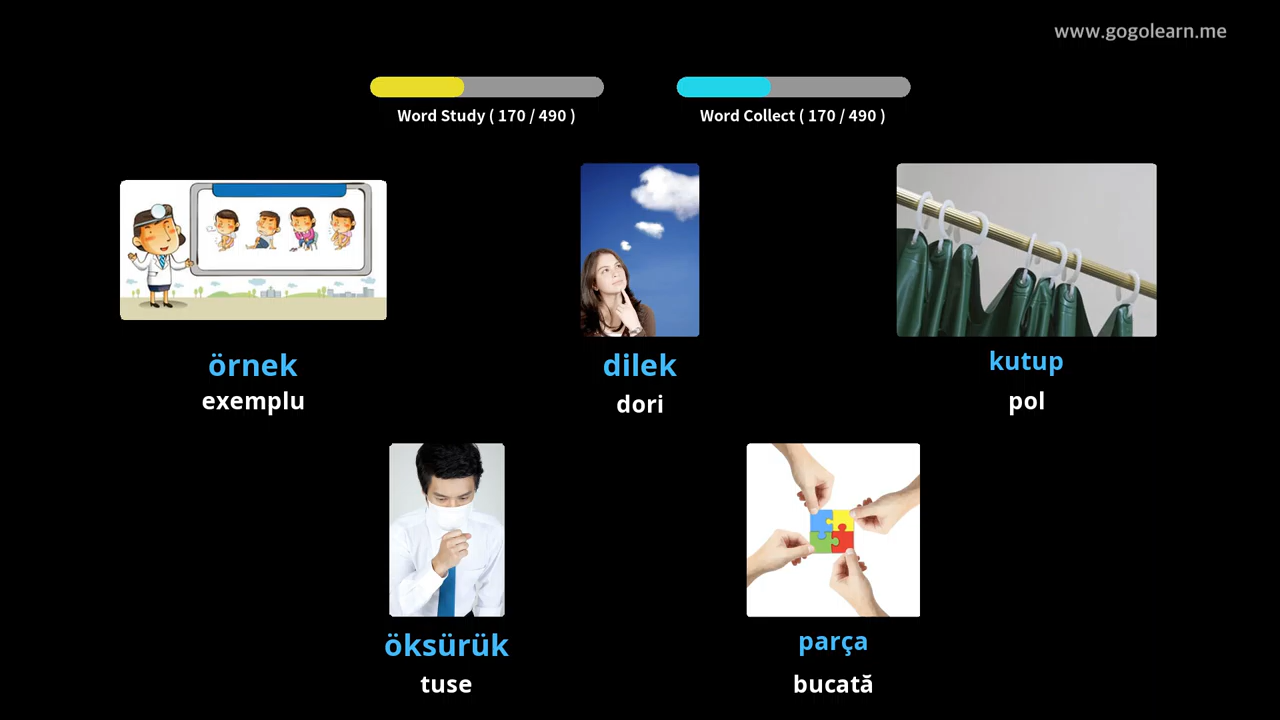 www.gogolearn.me
Word Study ( 170 / 490 )
Word Collect ( 170 / 490 )
örnek
exemplu
dilek
dori
kutup
pol
öksürük
tuse
parça
bucată